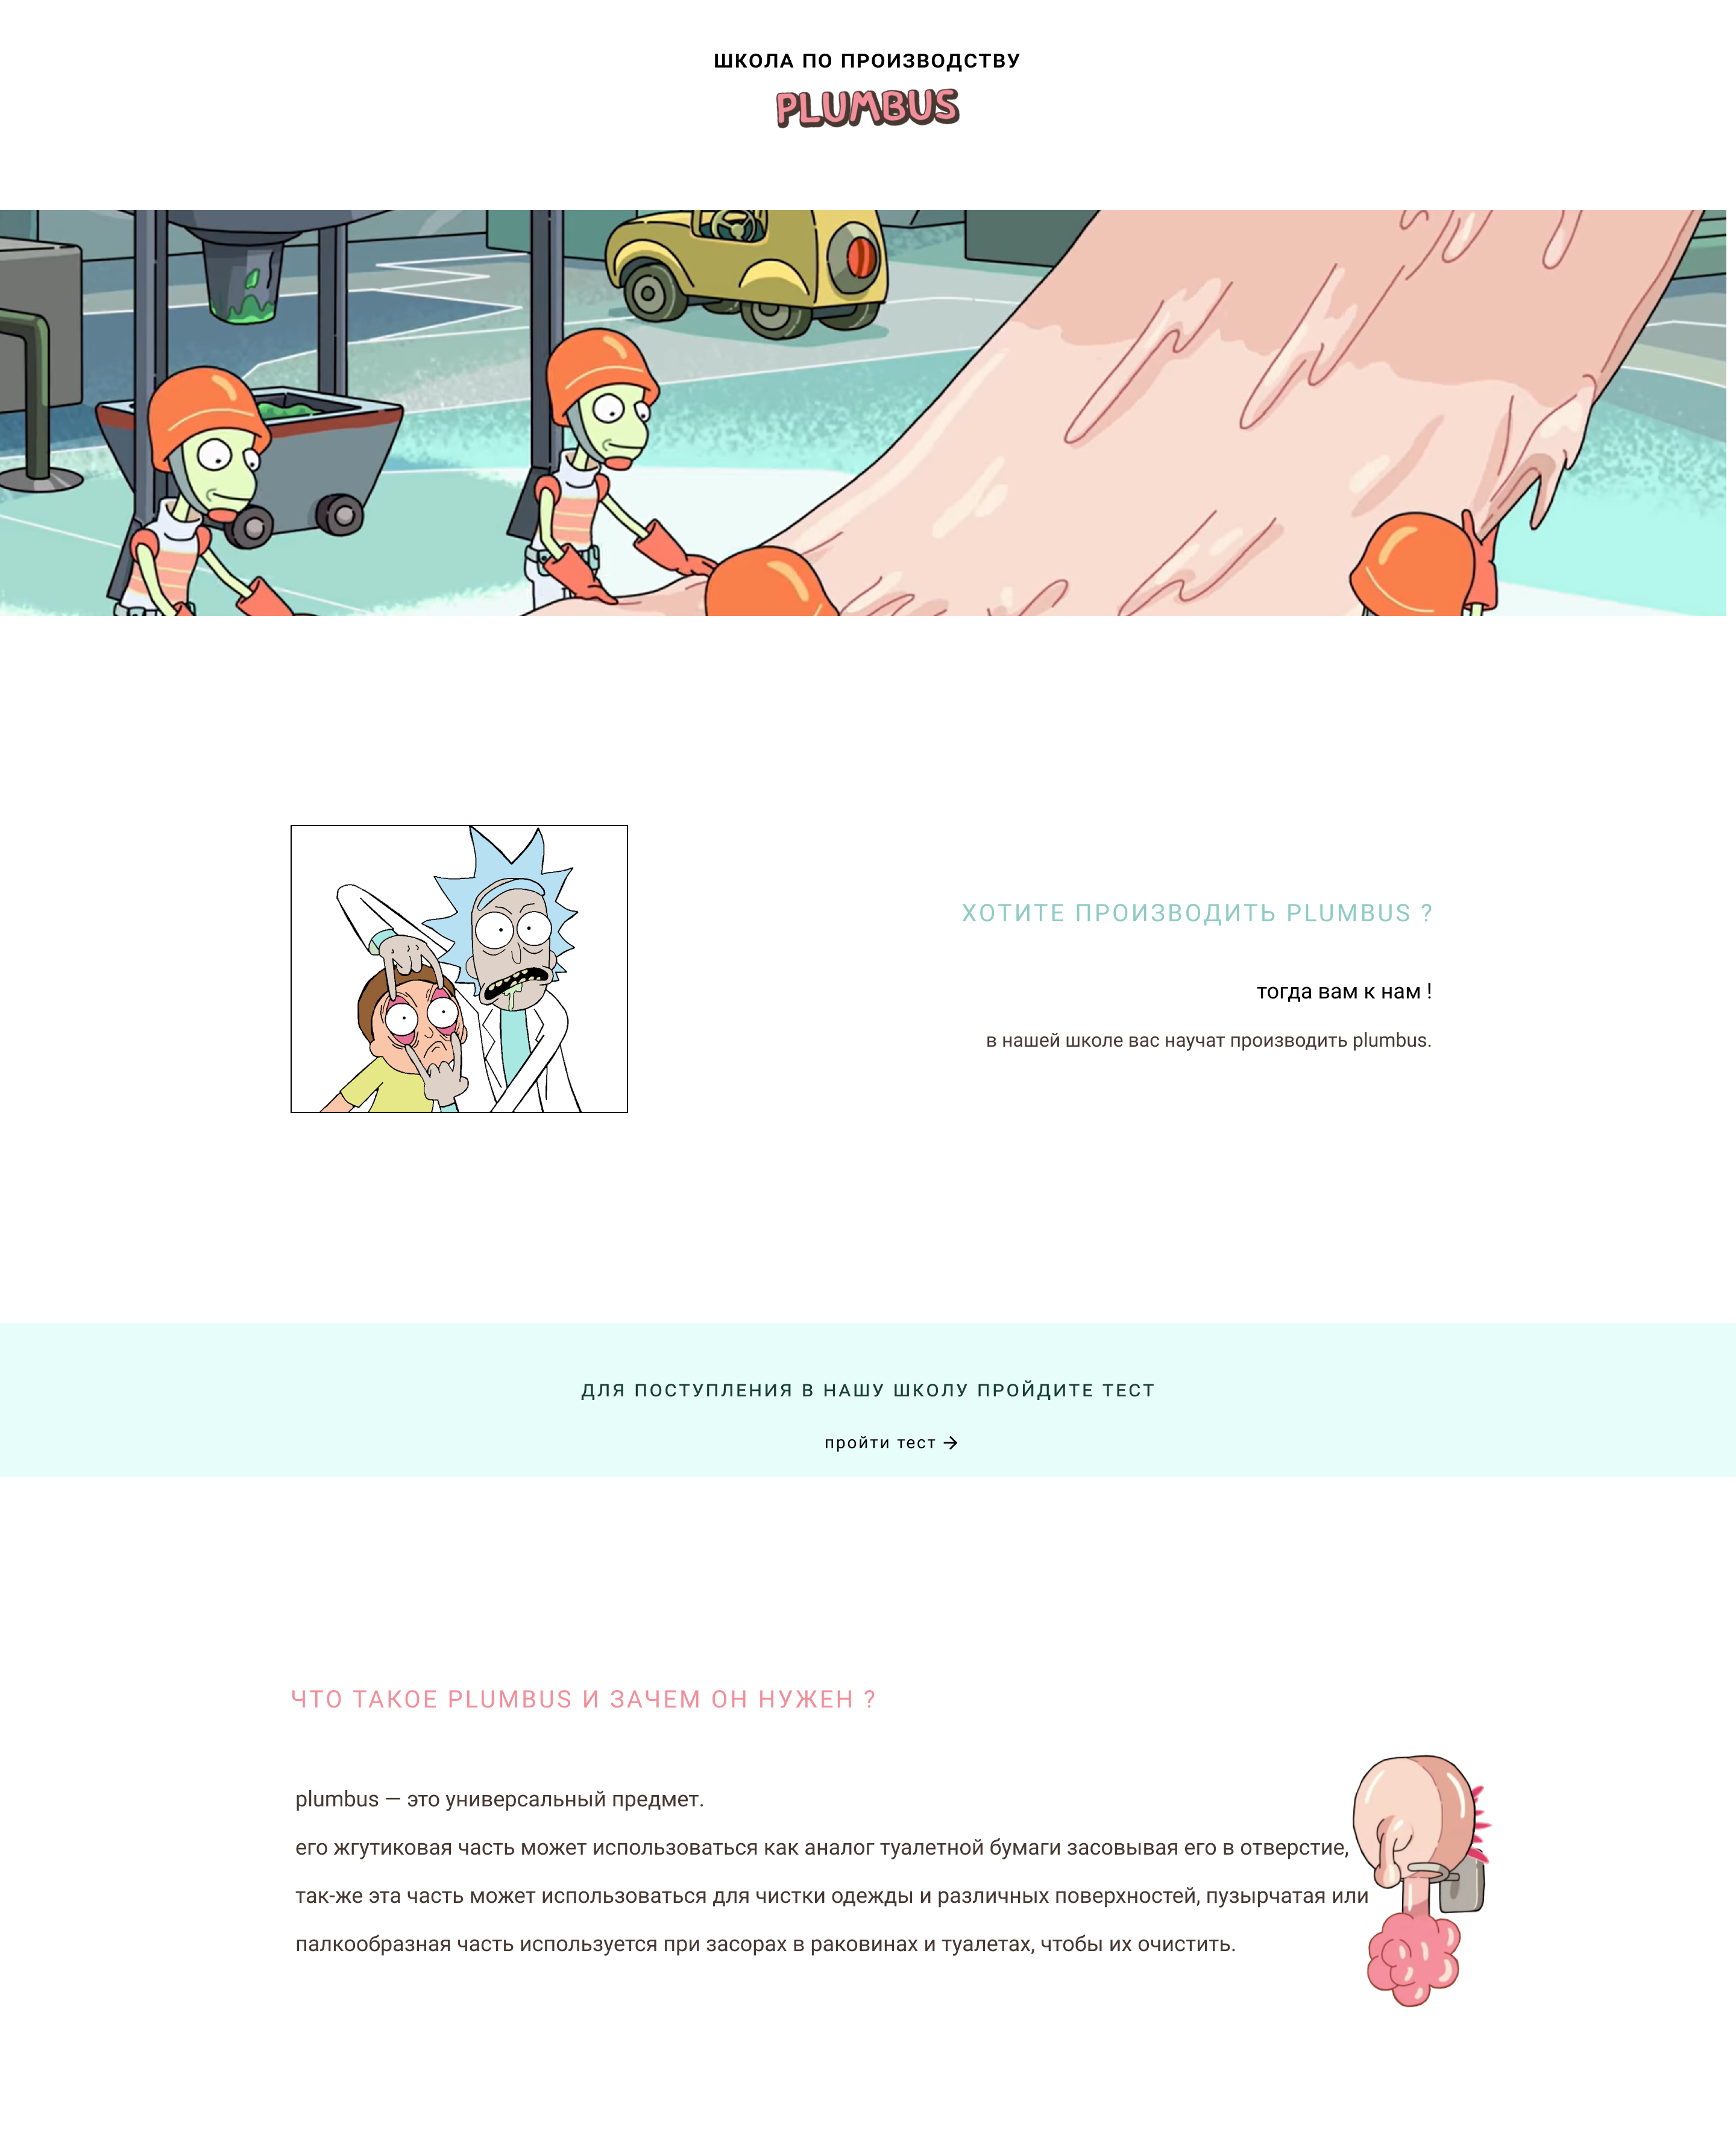 ШКОЛА ПО ПРОИЗВОДСТВУ
PLUMBUS
ХОТИТЕ ПРОИЗВОДИТЬ PLUMBUS ?
тогда вам к нам !
в нашей школе вас научат производить plumbus.
ДЛЯ ПОСТУПЛЕНИЯ В НАШУ ШКОЛУ ПРОЙДИТЕ ТЕСТ
пройти тест →
ЧТО ТАКОЕ PLUMBUS И ЗАЧЕМ ОН НУЖЕН ?
plumbus — это универсальный предмет.
его жгутиковая часть может использоваться как аналог туалетной бумаги засовывая его в отверстие,
так-же эта часть может использоваться для чистки одежды и различных поверхностей, пузырчатая или
палкообразная часть используется при засорах в раковинах и туалетах, чтобы их очистить.